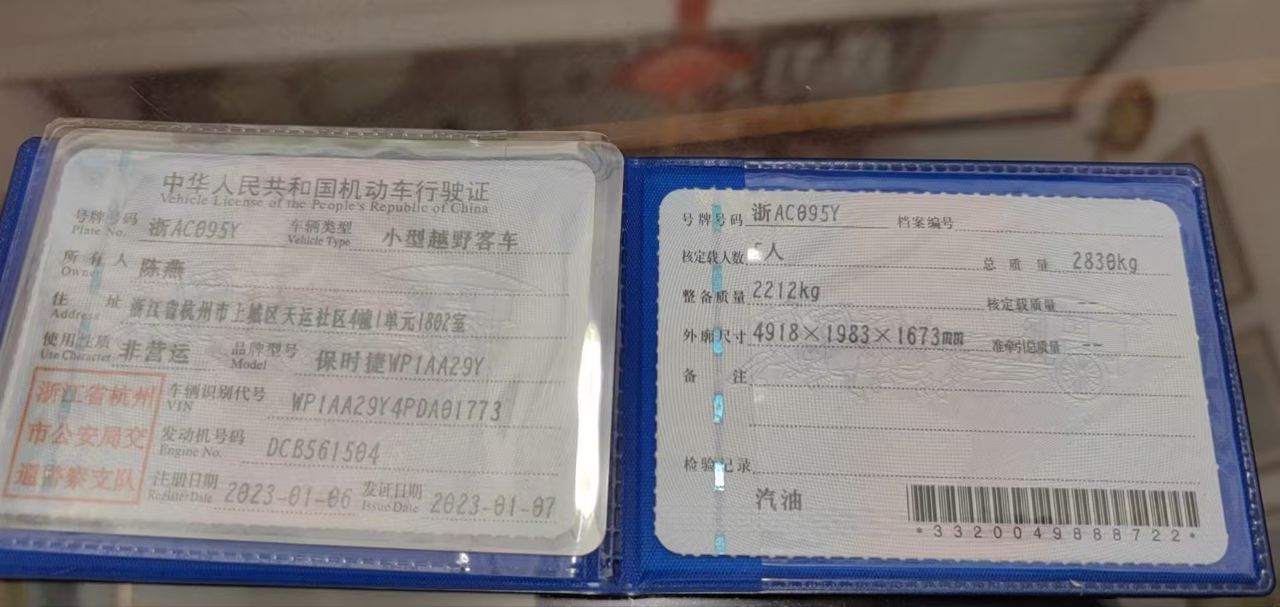 中华人民共和国机动车行驶证
Vehicle License of the People's Republic of China
号牌号码 浙AC095Y 车辆类型 小型越野客车
Plate No. Vehicle Type
所有人 陈燕
Owner
住址 浙江省杭州市上城区天运社区4幢1单元1802室
Address
使用性质 非营运 品牌型号 保时捷WP1AA29Y
Use Character Model
浙江省杭州
市公安局交
通警察支队
车辆识别代号 WP1AA29Y4PDA01773
VIN
发动机号码 DCB561504
Engine No.
注册日期 2023-01-06 发证日期 2023-01-07
Register Date Issue Date
号牌号码 浙AC095Y 档案编号
核定载人数 人 总质量 2830kg
整备质量 2212kg 核定载质量 --
外廓尺寸 4918×1983×1673mm 准牵引总质量 --
备注
检验记录
汽油
*3320049888722*